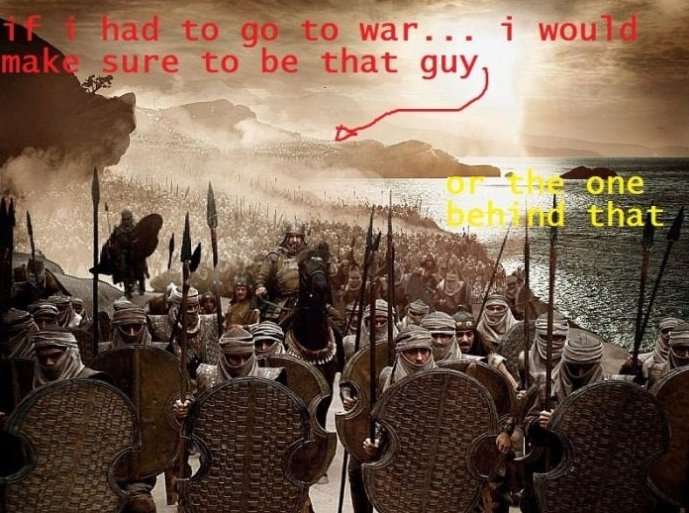 if i had to go to war... i would
make sure to be that guy.
or the one
behind that